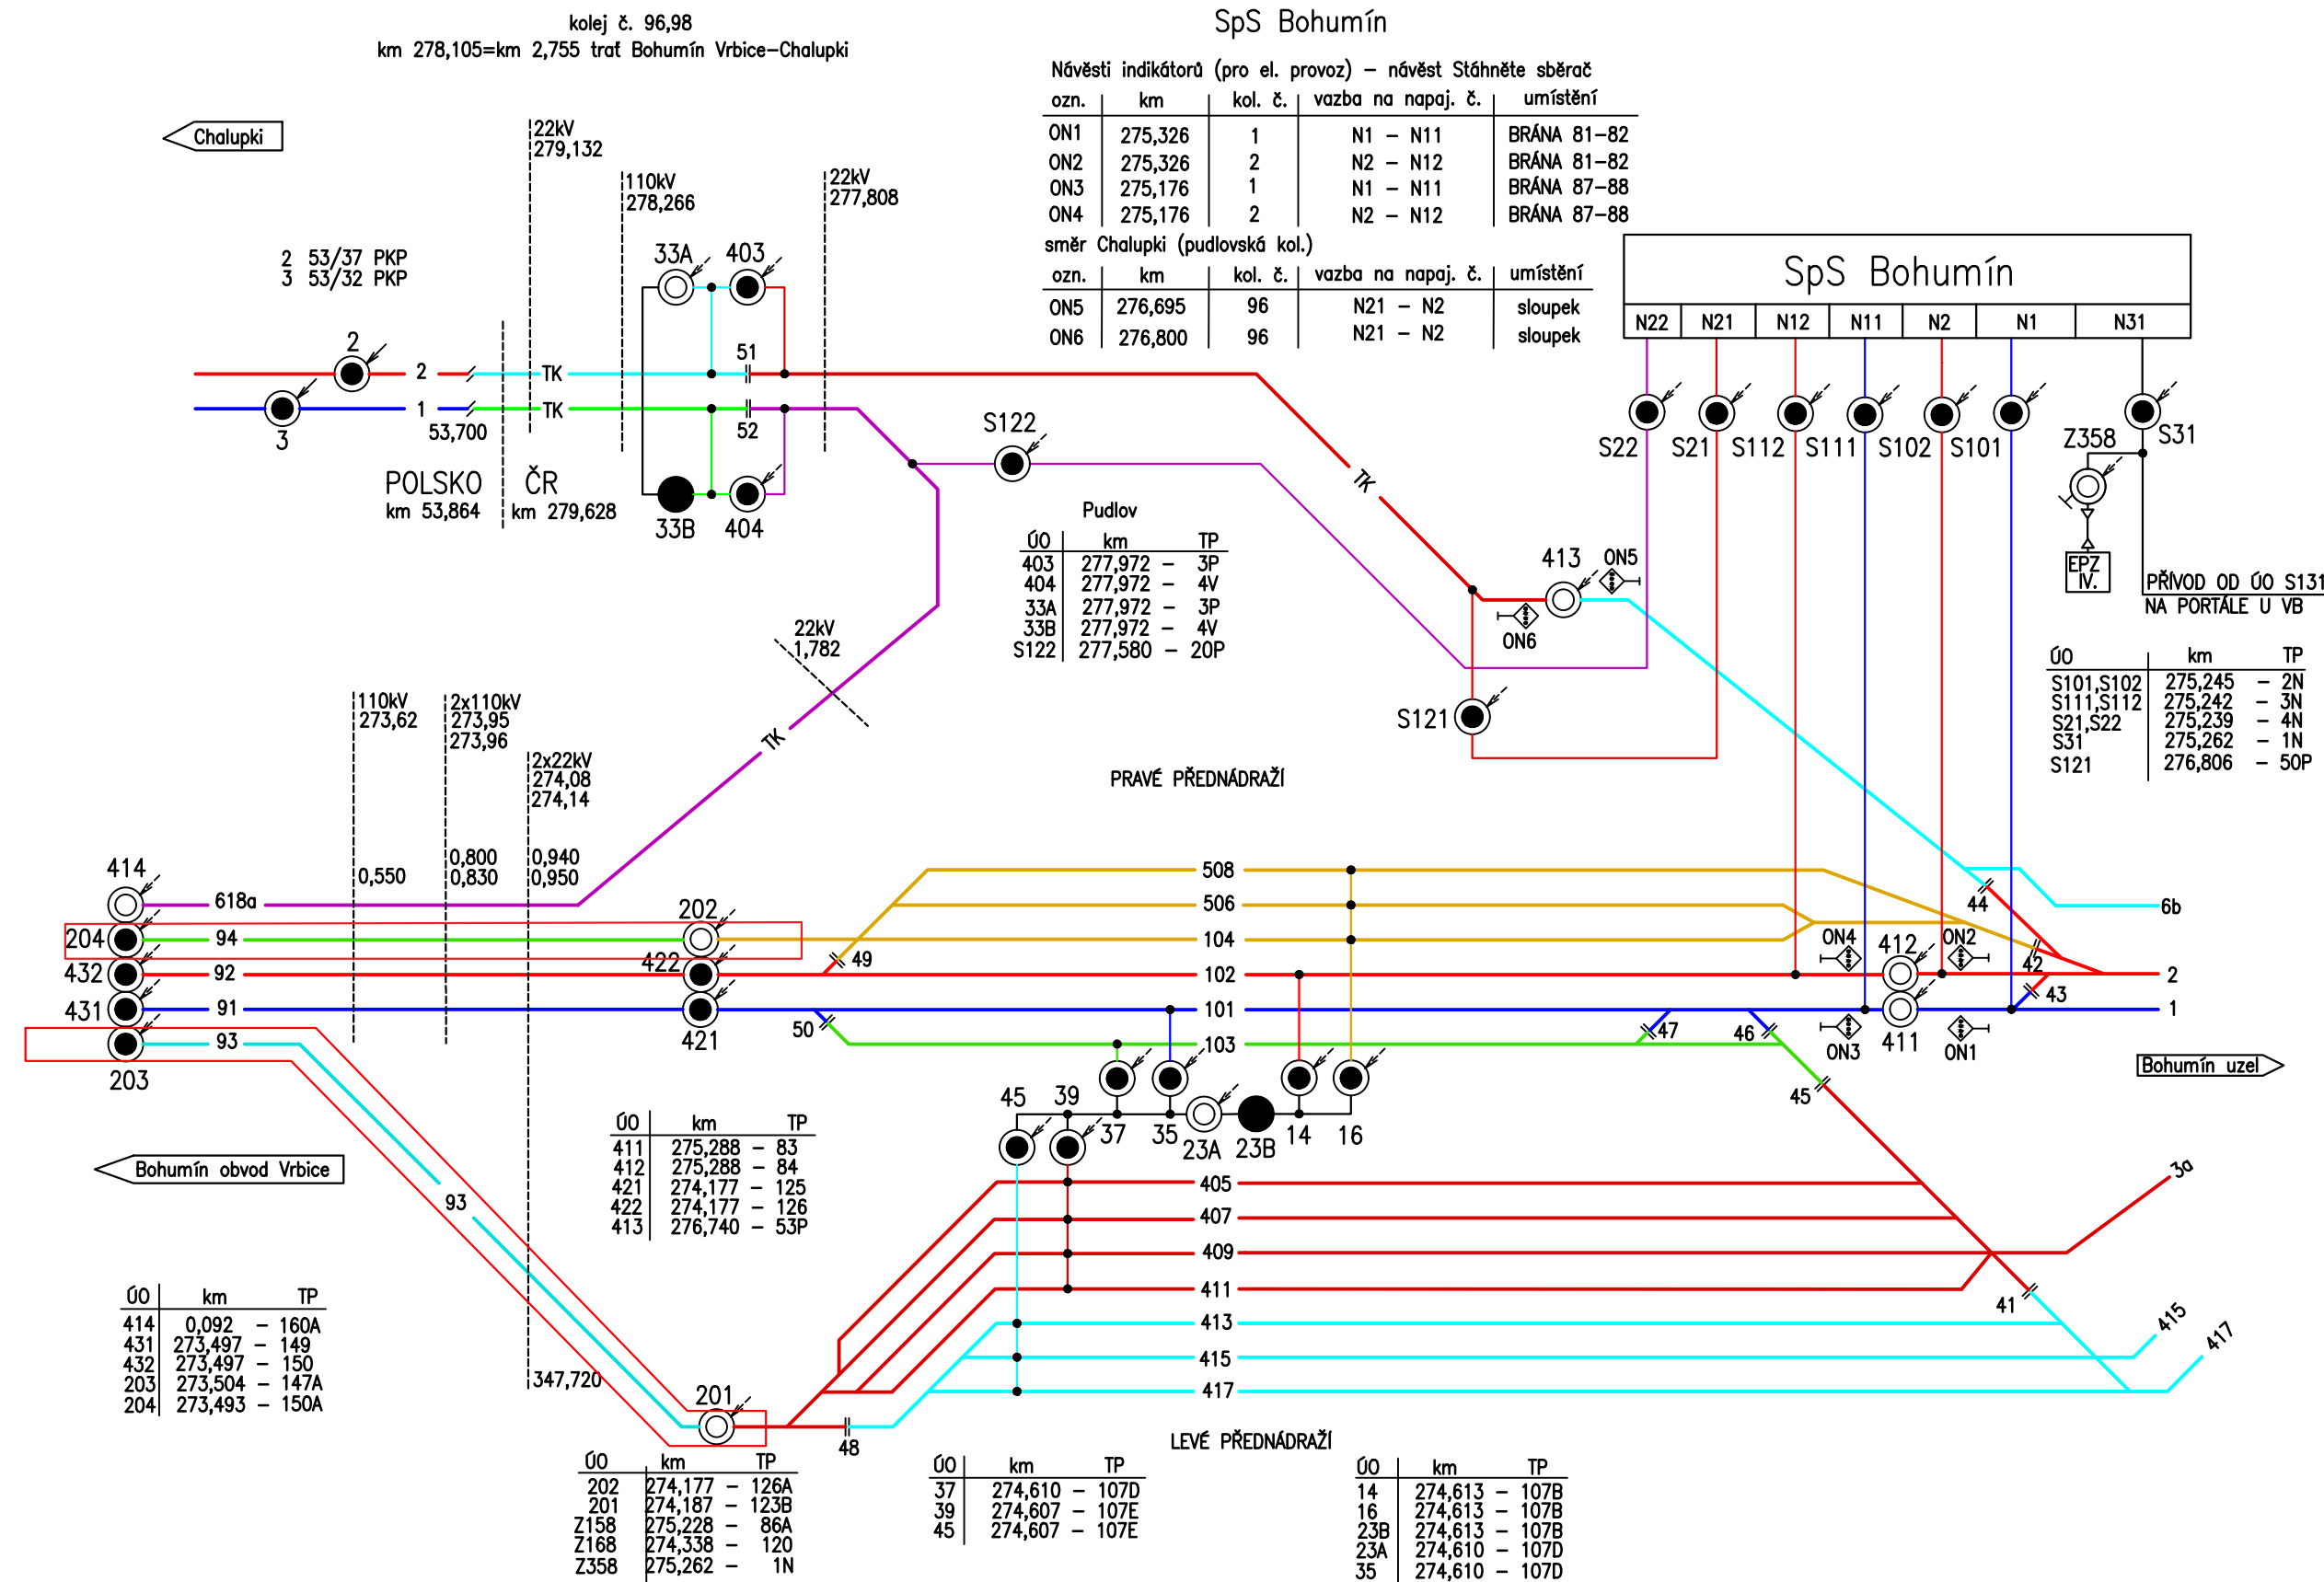 kolej č. 96,98
km 278,105=km 2,755 trať Bohumín Vrbice-Chalupki
SpS Bohumín
Návěsti indikátorů (pro el. provoz) – návěst Stáhněte sběrač
ozn. km kol. č. vazba na napaj. č. umístění
ON1 275,326 1 N1 – N11 BRÁNA 81-82
ON2 275,326 2 N2 – N12 BRÁNA 81-82
ON3 275,176 1 N1 – N11 BRÁNA 87-88
ON4 275,176 2 N2 – N12 BRÁNA 87-88
směr Chalupki (pudlovská kol.)
ozn. km kol. č. vazba na napaj. č. umístění
ON5 276,695 96 N21 – N2 sloupek
ON6 276,800 96 N21 – N2 sloupek
Chalupki
22kV
279,132
110kV
278,266
22kV
277,808
2 53/37 PKP
3 53/32 PKP
33A 403
2
3
2 TK
1 TK
53,700
51
52
POLSKO ČR
km 53,864 km 279,628
33B 404
S122
SpS Bohumín
N22 N21 N12 N11 N2 N1 N31
S22 S21 S112 S111 S102 S101 Z358 S31
EPZ
IV.
PŘÍVOD OD ÚO S131
NA PORTÁLE U VB
TK
413 ON5
ON6
S121
Pudlov
ÚO km TP
403 277,972 – 3P
404 277,972 – 4V
33A 277,972 – 3P
33B 277,972 – 4V
S122 277,580 – 20P
22kV
1,782
TK
ÚO km TP
S101,S102 275,245 – 2N
S111,S112 275,242 – 3N
S21,S22 275,239 – 4N
S31 275,262 – 1N
S121 276,806 – 50P
110kV
273,62
2x110kV
273,95
273,96
2x22kV
274,08
274,14
PRAVÉ PŘEDNÁDRAŽÍ
0,550
0,800
0,830
0,940
0,950
414 618a
204 94 202
432 92 422
431 91 421
203 93
508
506
104
102
101
103
49
50
44
6b
ON4 412 ON2
42
43
2
1
47
46
45
ON3 411 ON1
Bohumín uzel
45 39 37 35 23A 23B 14 16
Bohumín obvod Vrbice
93
ÚO km TP
411 275,288 – 83
412 275,288 – 84
421 274,177 – 125
422 274,177 – 126
413 276,740 – 53P
405
407
409
411
413
415
417
3a
41
415
417
ÚO km TP
414 0,092 – 160A
431 273,497 – 149
432 273,497 – 150
203 273,504 – 147A
204 273,493 – 150A
347,720
201
48
LEVÉ PŘEDNÁDRAŽÍ
ÚO km TP
202 274,177 – 126A
201 274,187 – 123B
Z158 275,228 – 86A
Z168 274,338 – 120
Z358 275,262 – 1N
ÚO km TP
37 274,610 – 107D
39 274,607 – 107E
45 274,607 – 107E
ÚO km TP
14 274,613 – 107B
16 274,613 – 107B
23B 274,613 – 107B
23A 274,610 – 107D
35 274,610 – 107D